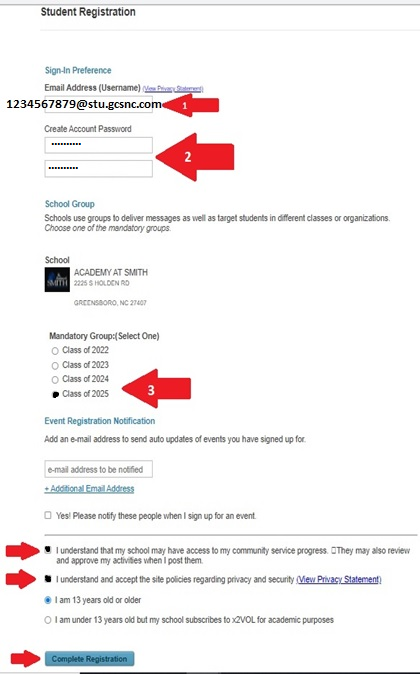 Student Registration
Sign-In Preference
Email Address (Username) (View Privacy Statement)
1234567879@stu.gcsnc.com
1
Create Account Password
••••••••••
2
••••••••••
School Group
Schools use groups to deliver messages as well as target students in different classes or organizations.
Choose one of the mandatory groups.
School
ACADEMY AT SMITH
SMITH
2225 S HOLDEN RD
GREENSBORO, NC 27407
Mandatory Group:(Select One)
Class of 2022
Class of 2023
Class of 2024
Class of 2025
3
Event Registration Notification
Add an e-mail address to send auto updates of events you have signed up for.
e-mail address to be notified
+ Additional Email Address
Yes! Please notify these people when I sign up for an event.
I understand that my school may have access to my community service progress. They may also review
and approve my activities when I post them.
I understand and accept the site policies regarding privacy and security (View Privacy Statement)
I am 13 years old or older
I am under 13 years old but my school subscribes to x2VOL for academic purposes
Complete Registration